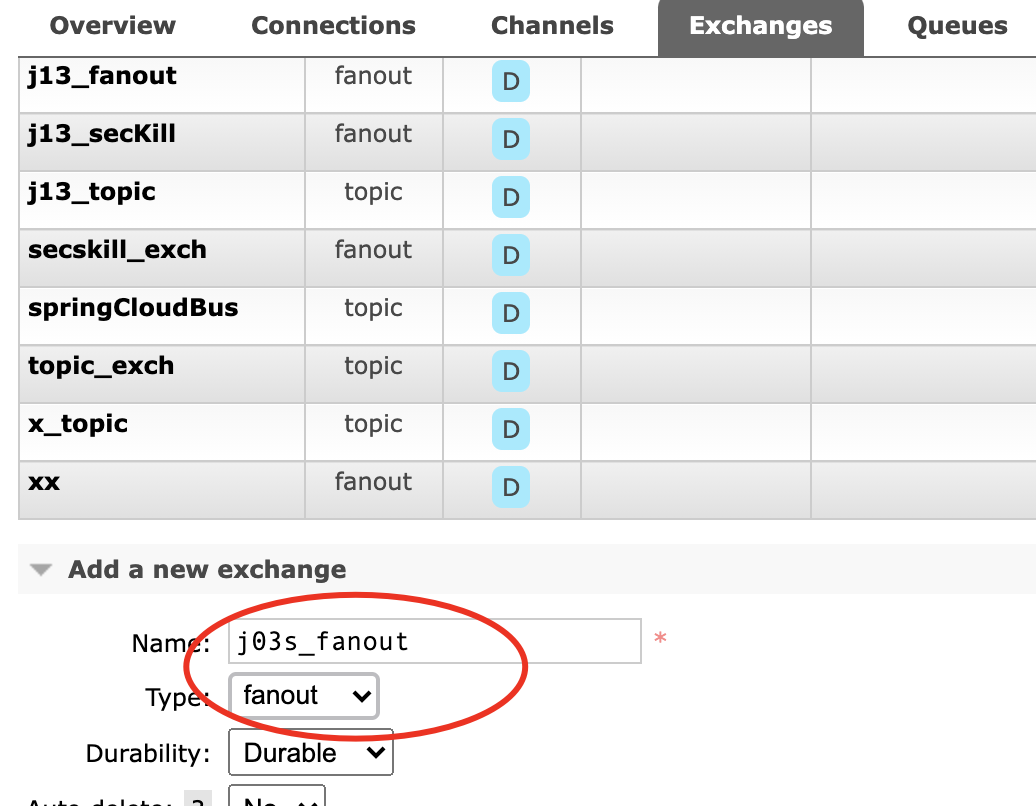 Overview Connections Channels Exchanges Queues
j13_fanout fanout D
j13_secKill fanout D
j13_topic topic D
secskill_exch fanout D
springCloudBus topic D
topic_exch topic D
x_topic topic D
xx fanout D
Add a new exchange
Name: j03s_fanout *
Type: fanout
Durability: Durable
Auto delete: ? No